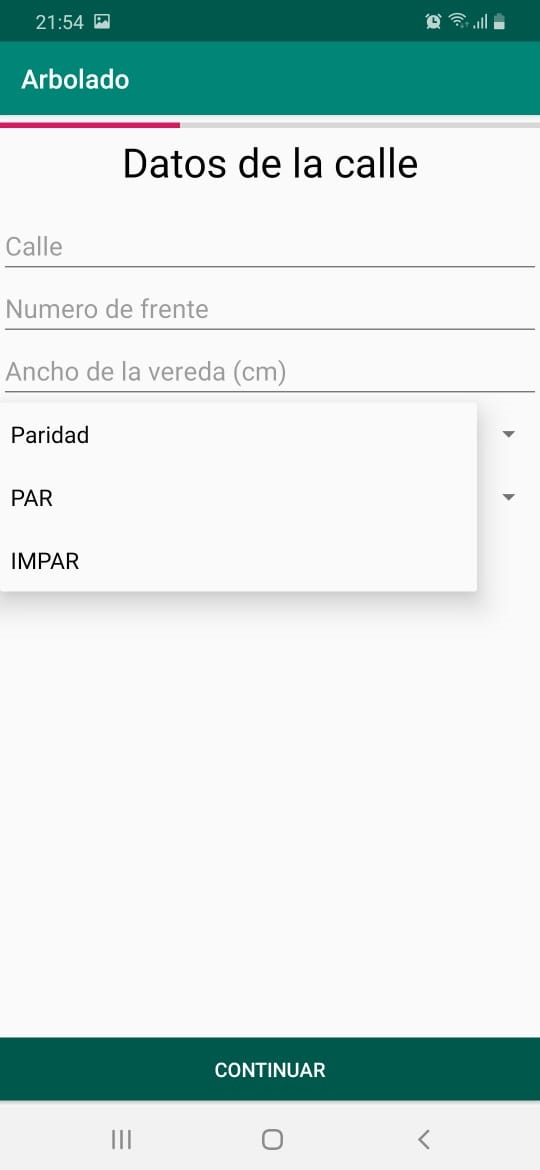 21:54
Arbolado
Datos de la calle
Calle
Numero de frente
Ancho de la vereda (cm)
Paridad
PAR
IMPAR
CONTINUAR